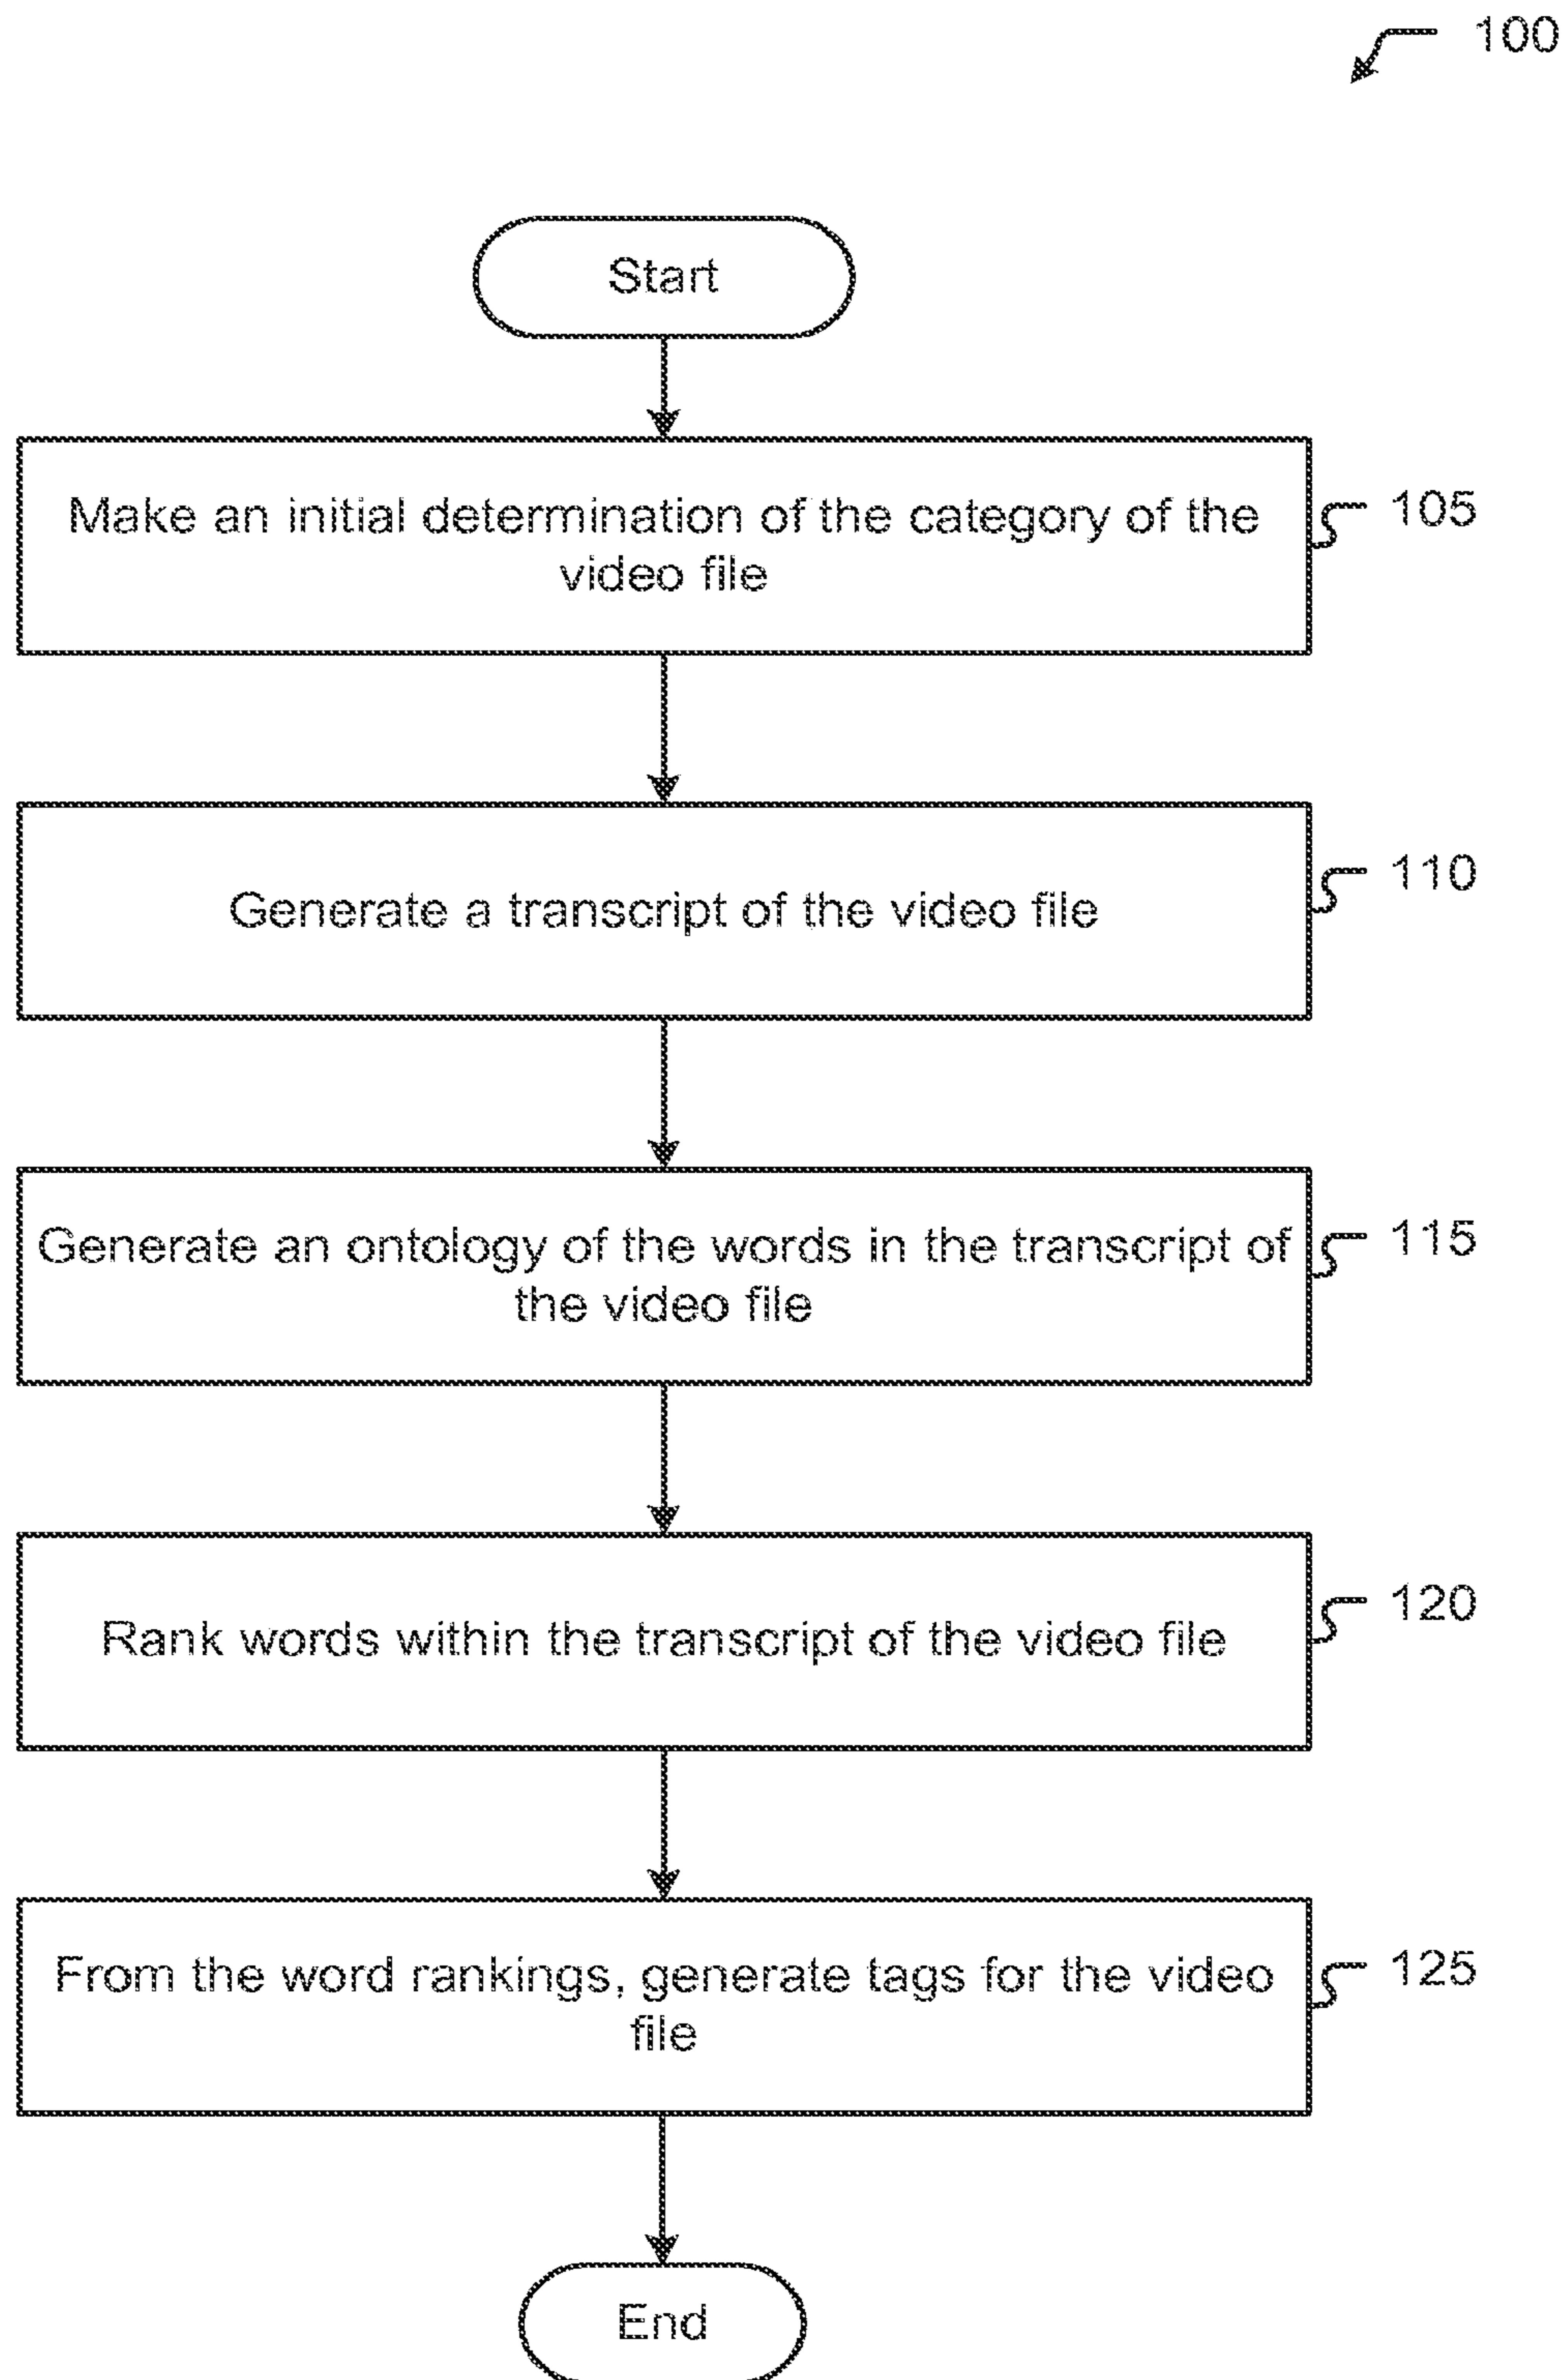 100
Start
Make an initial determination of the category of the
video file
105
Generate a transcript of the video file
110
Generate an ontology of the words in the transcript of
the video file
115
Rank words within the transcript of the video file
120
From the word rankings, generate tags for the video
file
125
End